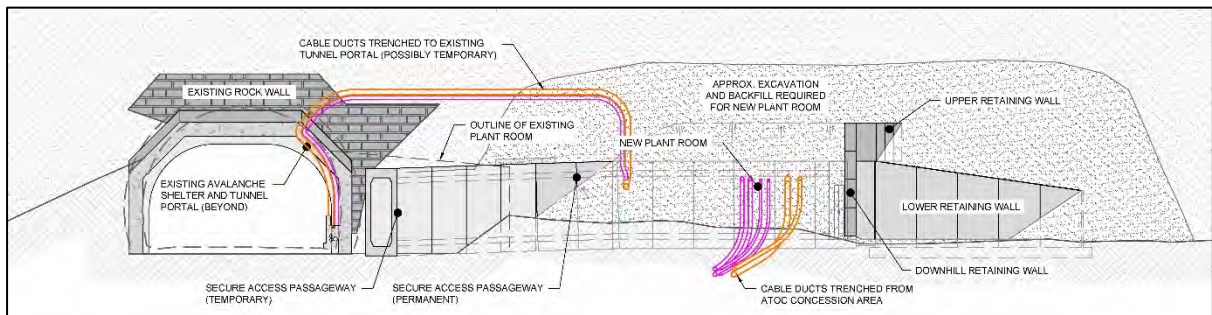 CABLE DUCTS TRENCHED TO EXISTING
TUNNEL PORTAL (POSSIBLY TEMPORARY)
EXISTING ROCK WALL
APPROX. EXCAVATION
AND BACKFILL REQUIRED
FOR NEW PLANT ROOM
UPPER RETAINING WALL
OUTLINE OF EXISTING
PLANT ROOM
NEW PLANT ROOM
EXISTING AVALANCHE
SHELTER AND TUNNEL
PORTAL (BEYOND)
LOWER RETAINING WALL
SECURE ACCESS PASSAGEWAY
(TEMPORARY)
SECURE ACCESS PASSAGEWAY
(PERMANENT)
DOWNHILL RETAINING WALL
CABLE DUCTS TRENCHED FROM
ATOC CONCESSION AREA